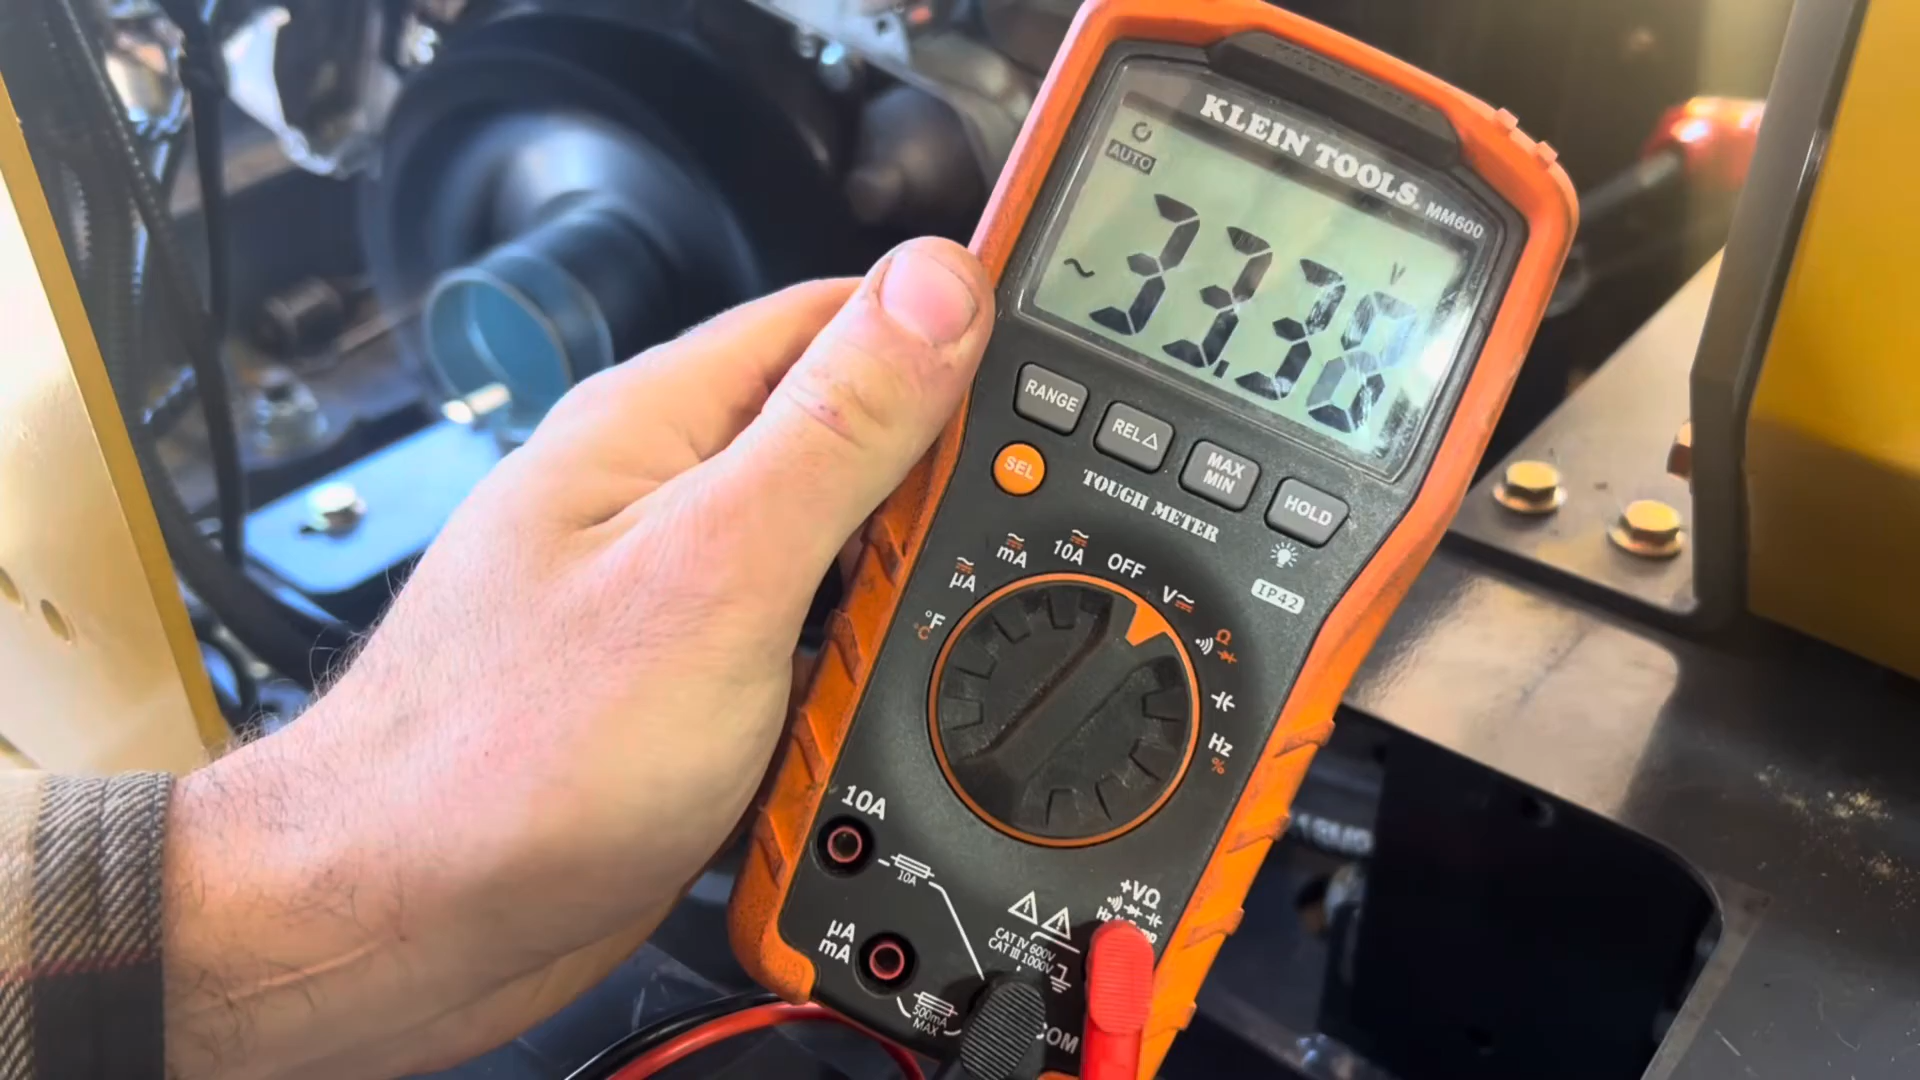 KLEIN TOOLS®
MM600
AUTO
V
~ 33.38
RANGE
REL△
MAX
MIN
HOLD
SEL
TOUGH METER
°F
°C
µA
mA
10A
OFF
V
IP42
Ω
Hz
%
10A
10A
µA
mA
500mA
MAX
CAT IV 600V
CAT III 1000V
+VΩ
Hz %
COM